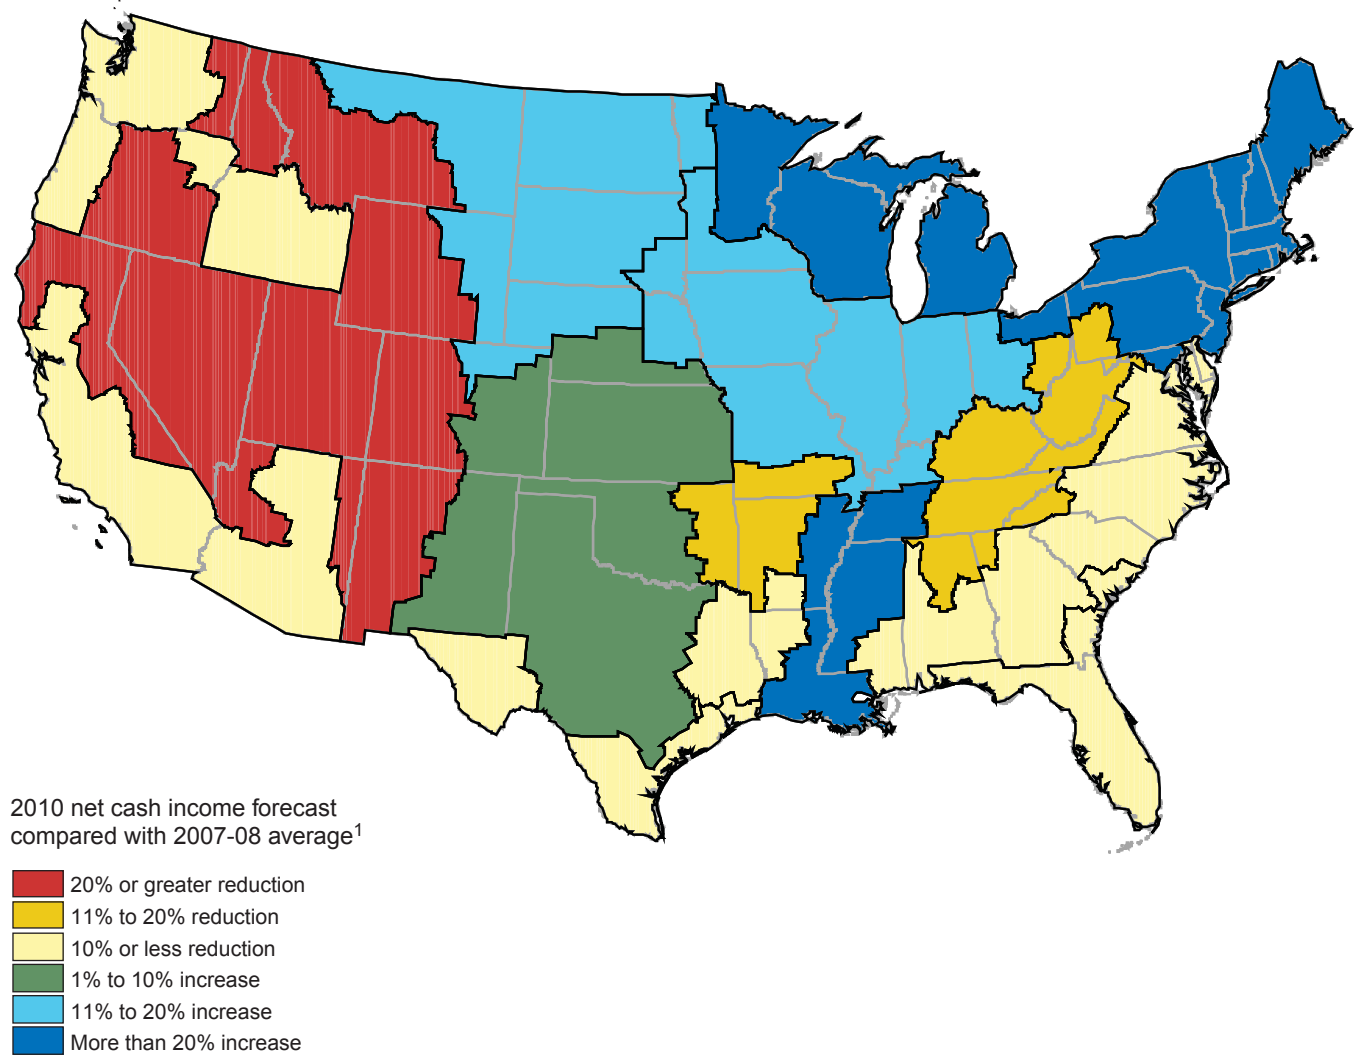 2010 net cash income forecast
compared with 2007-08 average1
20% or greater reduction
11% to 20% reduction
10% or less reduction
1% to 10% increase
11% to 20% increase
More than 20% increase